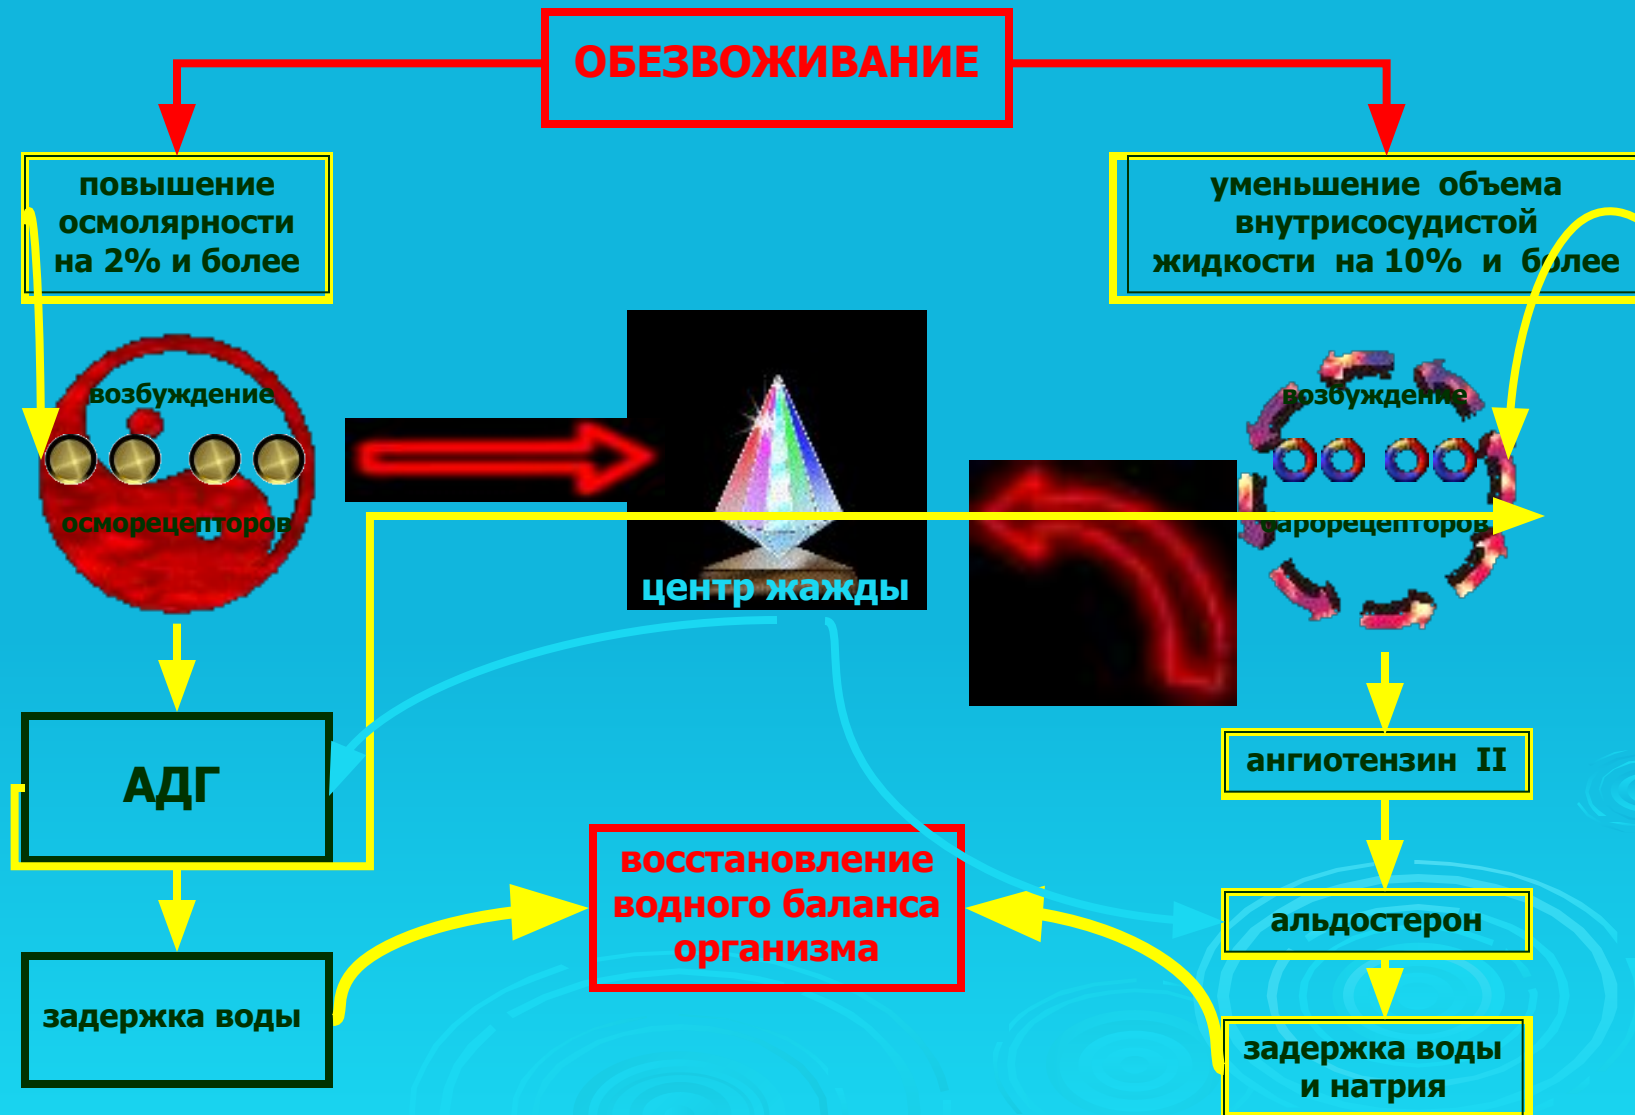 ОБЕЗВОЖИВАНИЕ
повышение
осмолярности
на 2% и более
уменьшение объема
внутрисосудистой
жидкости на 10% и более
возбуждение
осморецепторов
центр жажды
возбуждение
барорецепторов
АДГ
ангиотензин II
восстановление
водного баланса
организма
альдостерон
задержка воды
задержка воды
и натрия